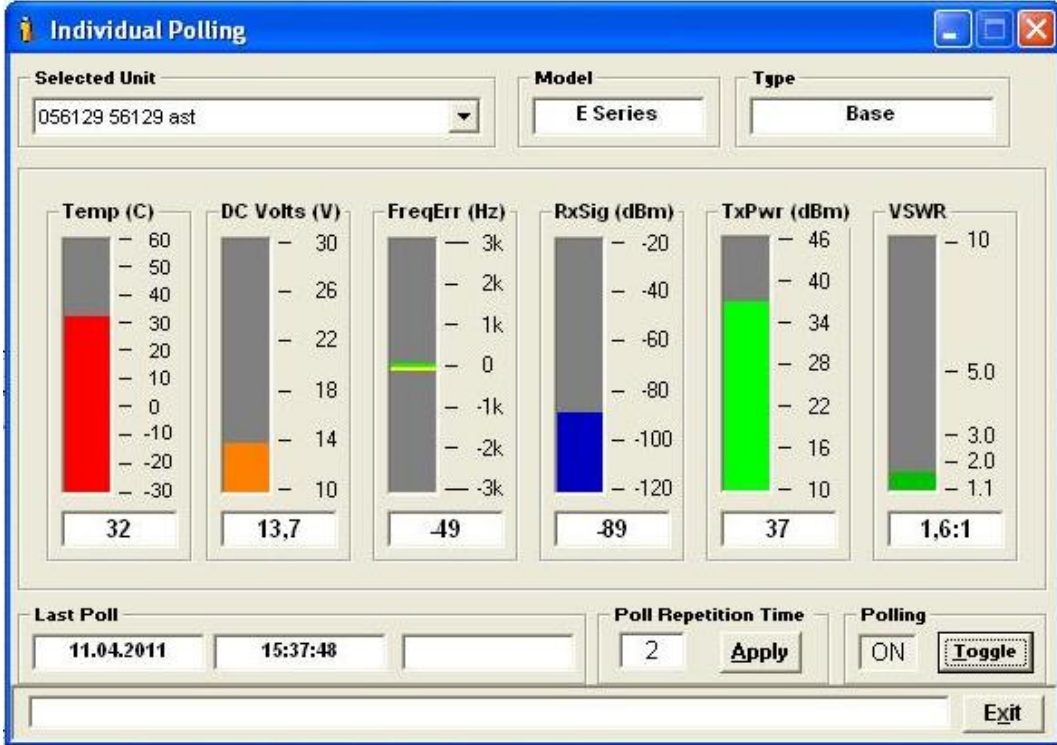 Individual Polling
Selected Unit
Model
Type
056129 56129 ast
E Series
Base
Temp (C)
DC Volts (V)
FreqErr (Hz)
RxSig (dBm)
TxPwr (dBm)
VSWR
60
50
40
30
20
10
0
-10
-20
-30
30
26
22
18
14
10
3k
2k
1k
0
-1k
-2k
-3k
-20
-40
-60
-80
-100
-120
46
40
34
28
22
16
10
10
5.0
3.0
2.0
1.1
32
13,7
-49
-89
37
1,6:1
Last Poll
Poll Repetition Time
Polling
11.04.2011
15:37:48
2
Apply
ON
Toggle
Exit